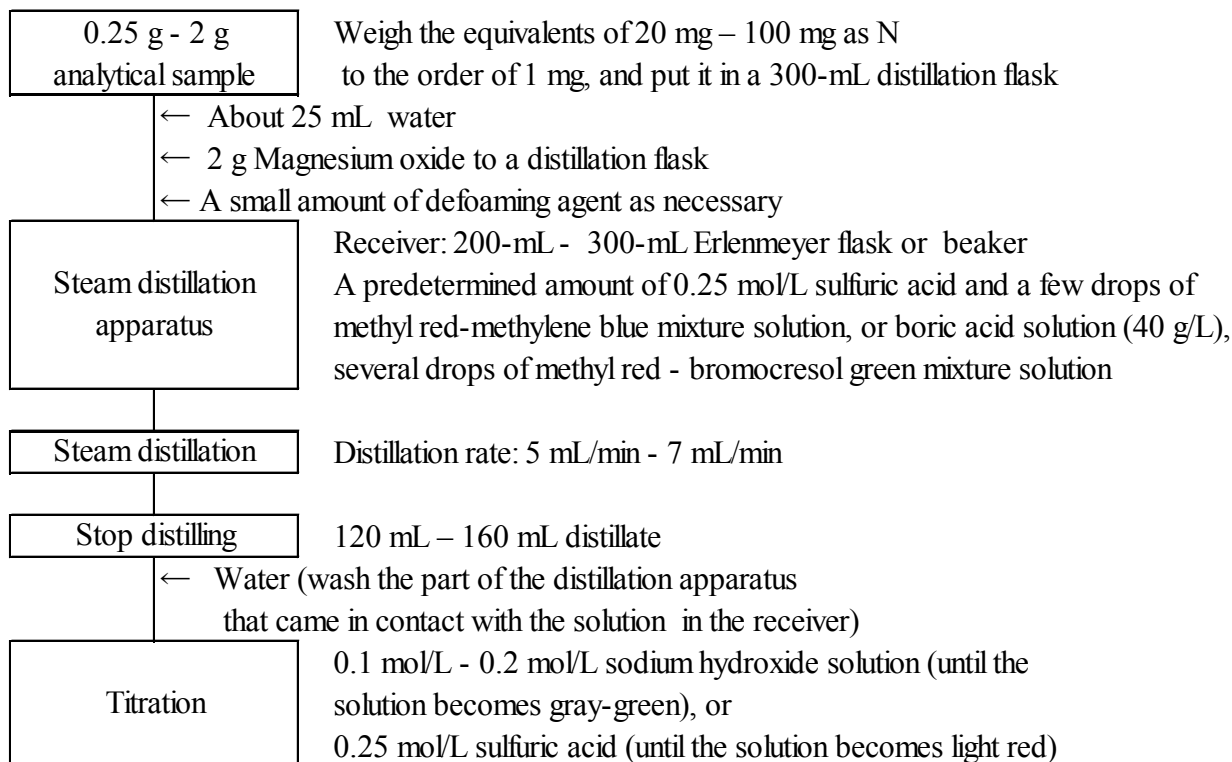 0.25 g - 2 g
analytical sample
Weigh the equivalents of 20 mg – 100 mg as N
to the order of 1 mg, and put it in a 300-mL distillation flask
← About 25 mL water
← 2 g Magnesium oxide to a distillation flask
← A small amount of defoaming agent as necessary
Steam distillation
apparatus
Receiver: 200-mL - 300-mL Erlenmeyer flask or beaker
A predetermined amount of 0.25 mol/L sulfuric acid and a few drops of
methyl red-methylene blue mixture solution, or boric acid solution (40 g/L),
several drops of methyl red - bromocresol green mixture solution
Steam distillation
Distillation rate: 5 mL/min - 7 mL/min
Stop distilling
120 mL – 160 mL distillate
← Water (wash the part of the distillation apparatus
that came in contact with the solution in the receiver)
Titration
0.1 mol/L - 0.2 mol/L sodium hydroxide solution (until the
solution becomes gray-green), or
0.25 mol/L sulfuric acid (until the solution becomes light red)